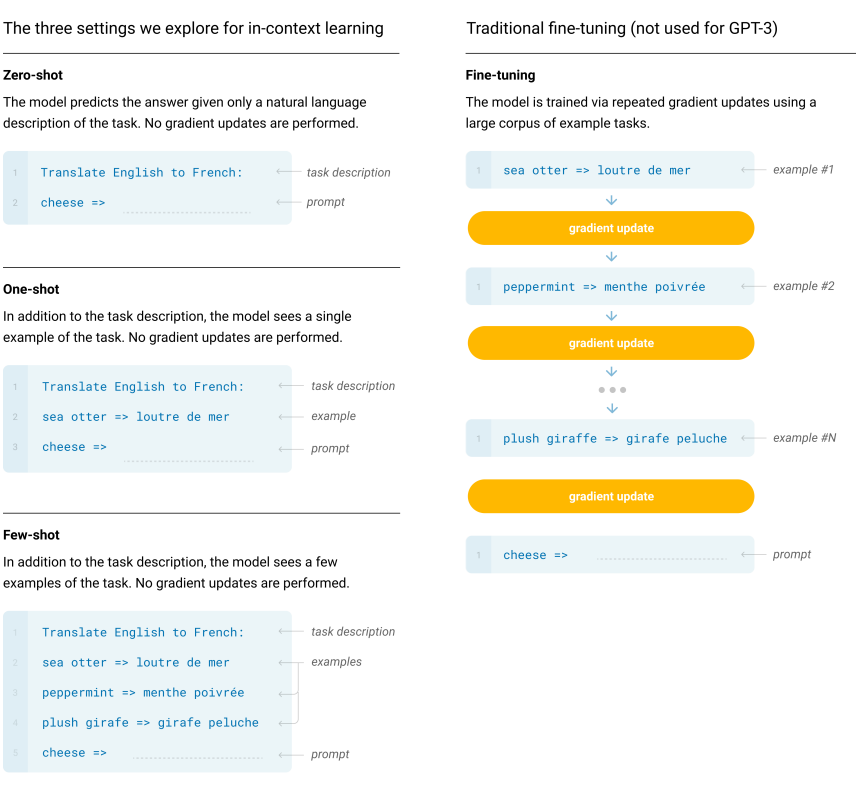 The three settings we explore for in-context learning
Zero-shot
The model predicts the answer given only a natural language
description of the task. No gradient updates are performed.
1 Translate English to French: task description
2 cheese => prompt
One-shot
In addition to the task description, the model sees a single
example of the task. No gradient updates are performed.
1 Translate English to French: task description
2 sea otter => loutre de mer example
3 cheese => prompt
Few-shot
In addition to the task description, the model sees a few
examples of the task. No gradient updates are performed.
1 Translate English to French: task description
2 sea otter => loutre de mer examples
3 peppermint => menthe poivrée
4 plush girafe => girafe peluche
5 cheese => prompt
Traditional fine-tuning (not used for GPT-3)
Fine-tuning
The model is trained via repeated gradient updates using a
large corpus of example tasks.
1 sea otter => loutre de mer example #1
gradient update
1 peppermint => menthe poivrée example #2
gradient update
1 plush giraffe => girafe peluche example #N
gradient update
1 cheese => prompt